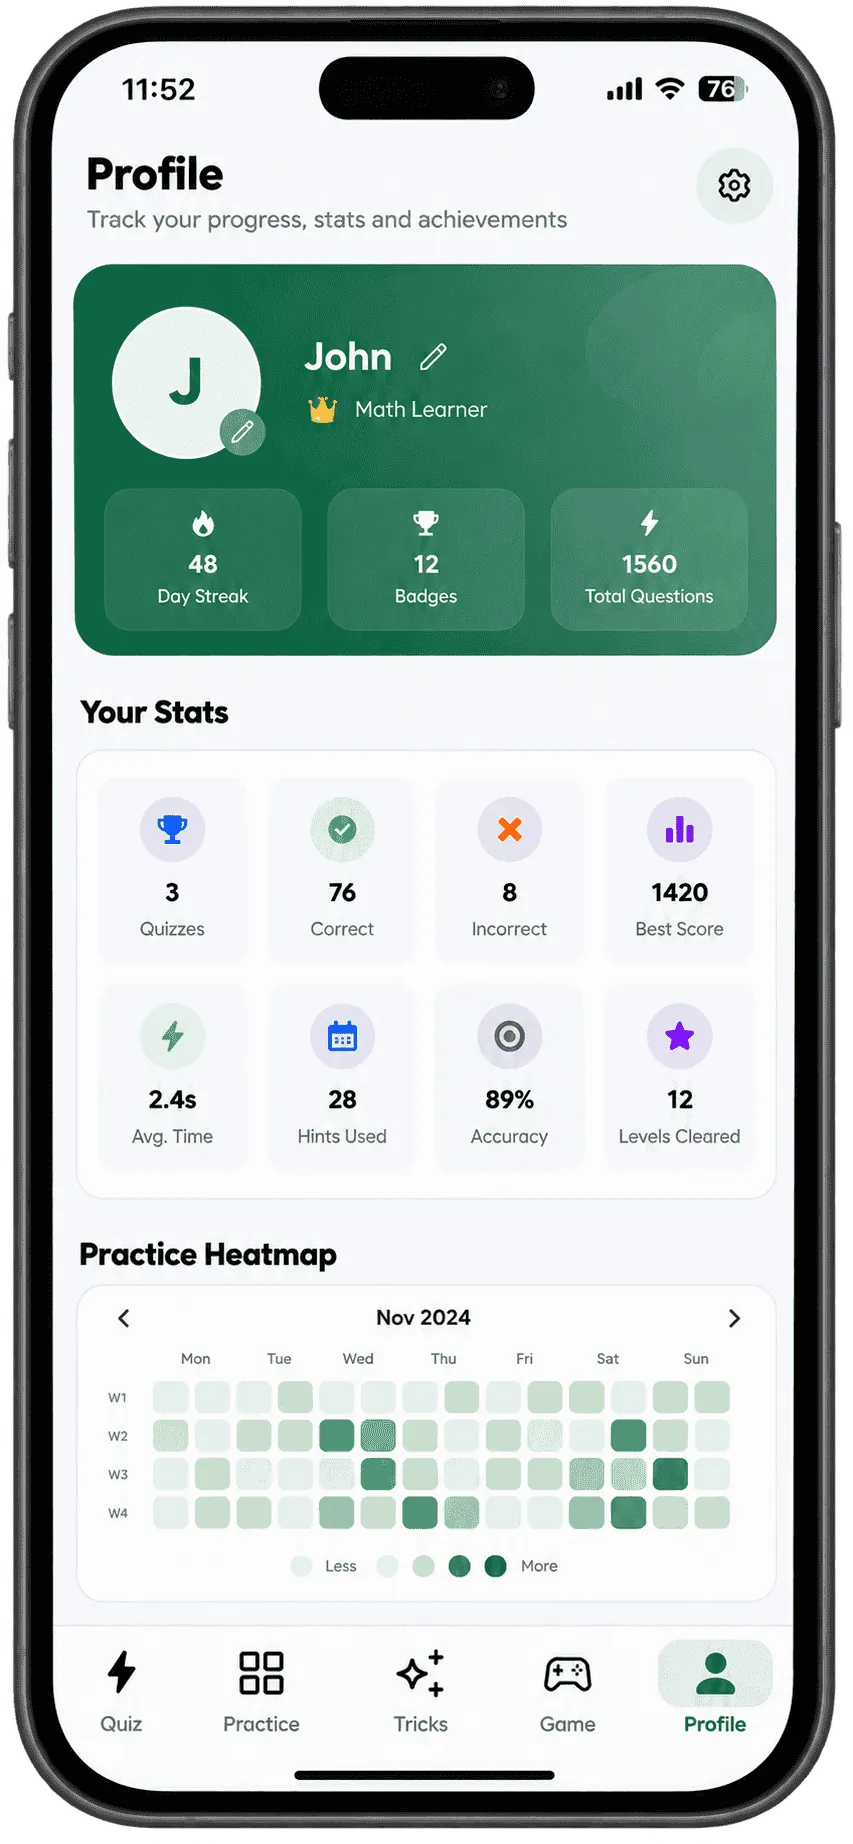 11:52
76
Profile
Track your progress, stats and achievements
J
John
Math Learner
48
Day Streak
12
Badges
1560
Total Questions
Your Stats
3
Quizzes
76
Correct
8
Incorrect
1420
Best Score
2.4s
Avg. Time
28
Hints Used
89%
Accuracy
12
Levels Cleared
Practice Heatmap
Nov 2024
Mon Tue Wed Thu Fri Sat Sun
W1
W2
W3
W4
Less More
Quiz Practice Tricks Game Profile